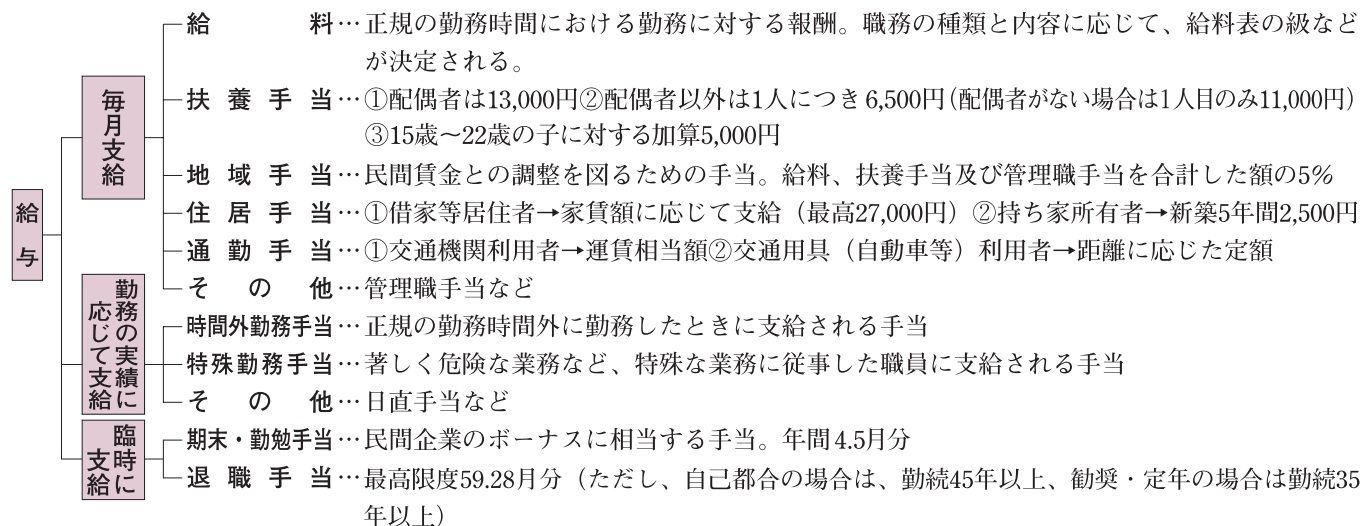 給与
毎月支給
給料…正規の勤務時間における勤務に対する報酬。職務の種類と内容に応じて、給料表の級など
が決定される。
扶養手当…①配偶者は13,000円②配偶者以外は1人につき6,500円(配偶者がない場合は1人目のみ11,000円)
③15歳〜22歳の子に対する加算5,000円
地域手当…民間賃金との調整を図るための手当。給料、扶養手当及び管理職手当を合計した額の5%
住居手当…①借家等居住者→家賃額に応じて支給（最高27,000円）②持ち家所有者→新築5年間2,500円
通勤手当…①交通機関利用者→運賃相当額②交通用具（自動車等）利用者→距離に応じた定額
その他…管理職手当など
勤務の実績に
応じて支給
時間外勤務手当…正規の勤務時間外に勤務したときに支給される手当
特殊勤務手当…著しく危険な業務など、特殊な業務に従事した職員に支給される手当
その他…日直手当など
臨時に
支給
期末・勤勉手当…民間企業のボーナスに相当する手当。年間4.5月分
退職手当…最高限度59.28月分（ただし、自己都合の場合は、勤続45年以上、勧奨・定年の場合は勤続35
年以上）